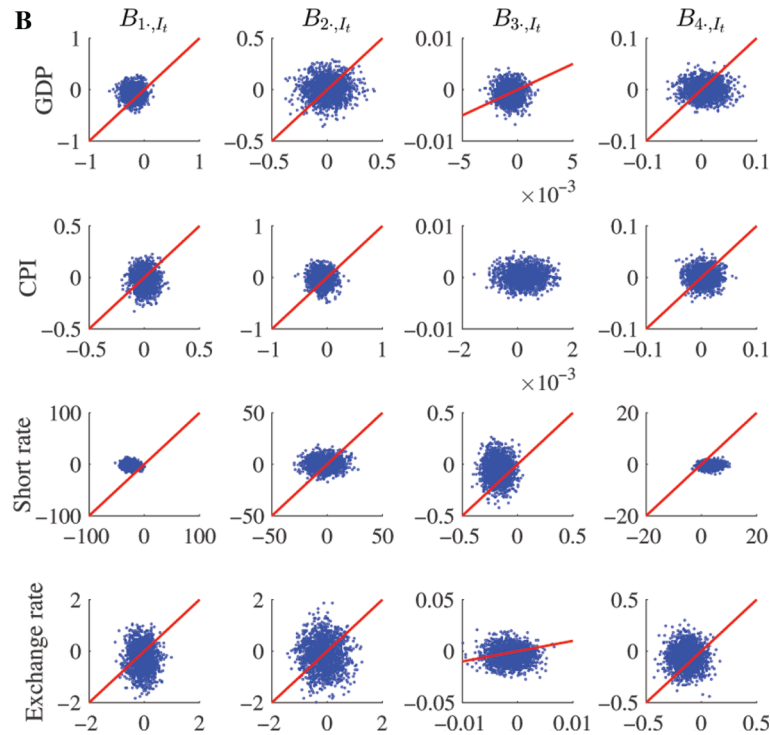 B B₁.,Iₜ B₂.,Iₜ B₃.,Iₜ B₄.,Iₜ
GDP
1 0 −1
−1 0 1
0.5 0 −0.5
−0.5 0 0.5
0.01 0 −0.01
−5 0 5
×10⁻³
0.1 0 −0.1
−0.1 0 0.1
CPI
0.5 0 −0.5
−0.5 0 0.5
1 0 −1
−1 0 1
0.01 0 −0.01
−2 0 2
×10⁻³
0.1 0 −0.1
−0.1 0 0.1
Short rate
100 0 −100
−100 0 100
50 0 −50
−50 0 50
0.5 0 −0.5
−0.5 0 0.5
20 0 −20
−20 0 20
Exchange rate
2 0 −2
−2 0 2
2 0 −2
−2 0 2
0.05 0 −0.05
−0.01 0 0.01
0.5 0 −0.5
−0.5 0 0.5